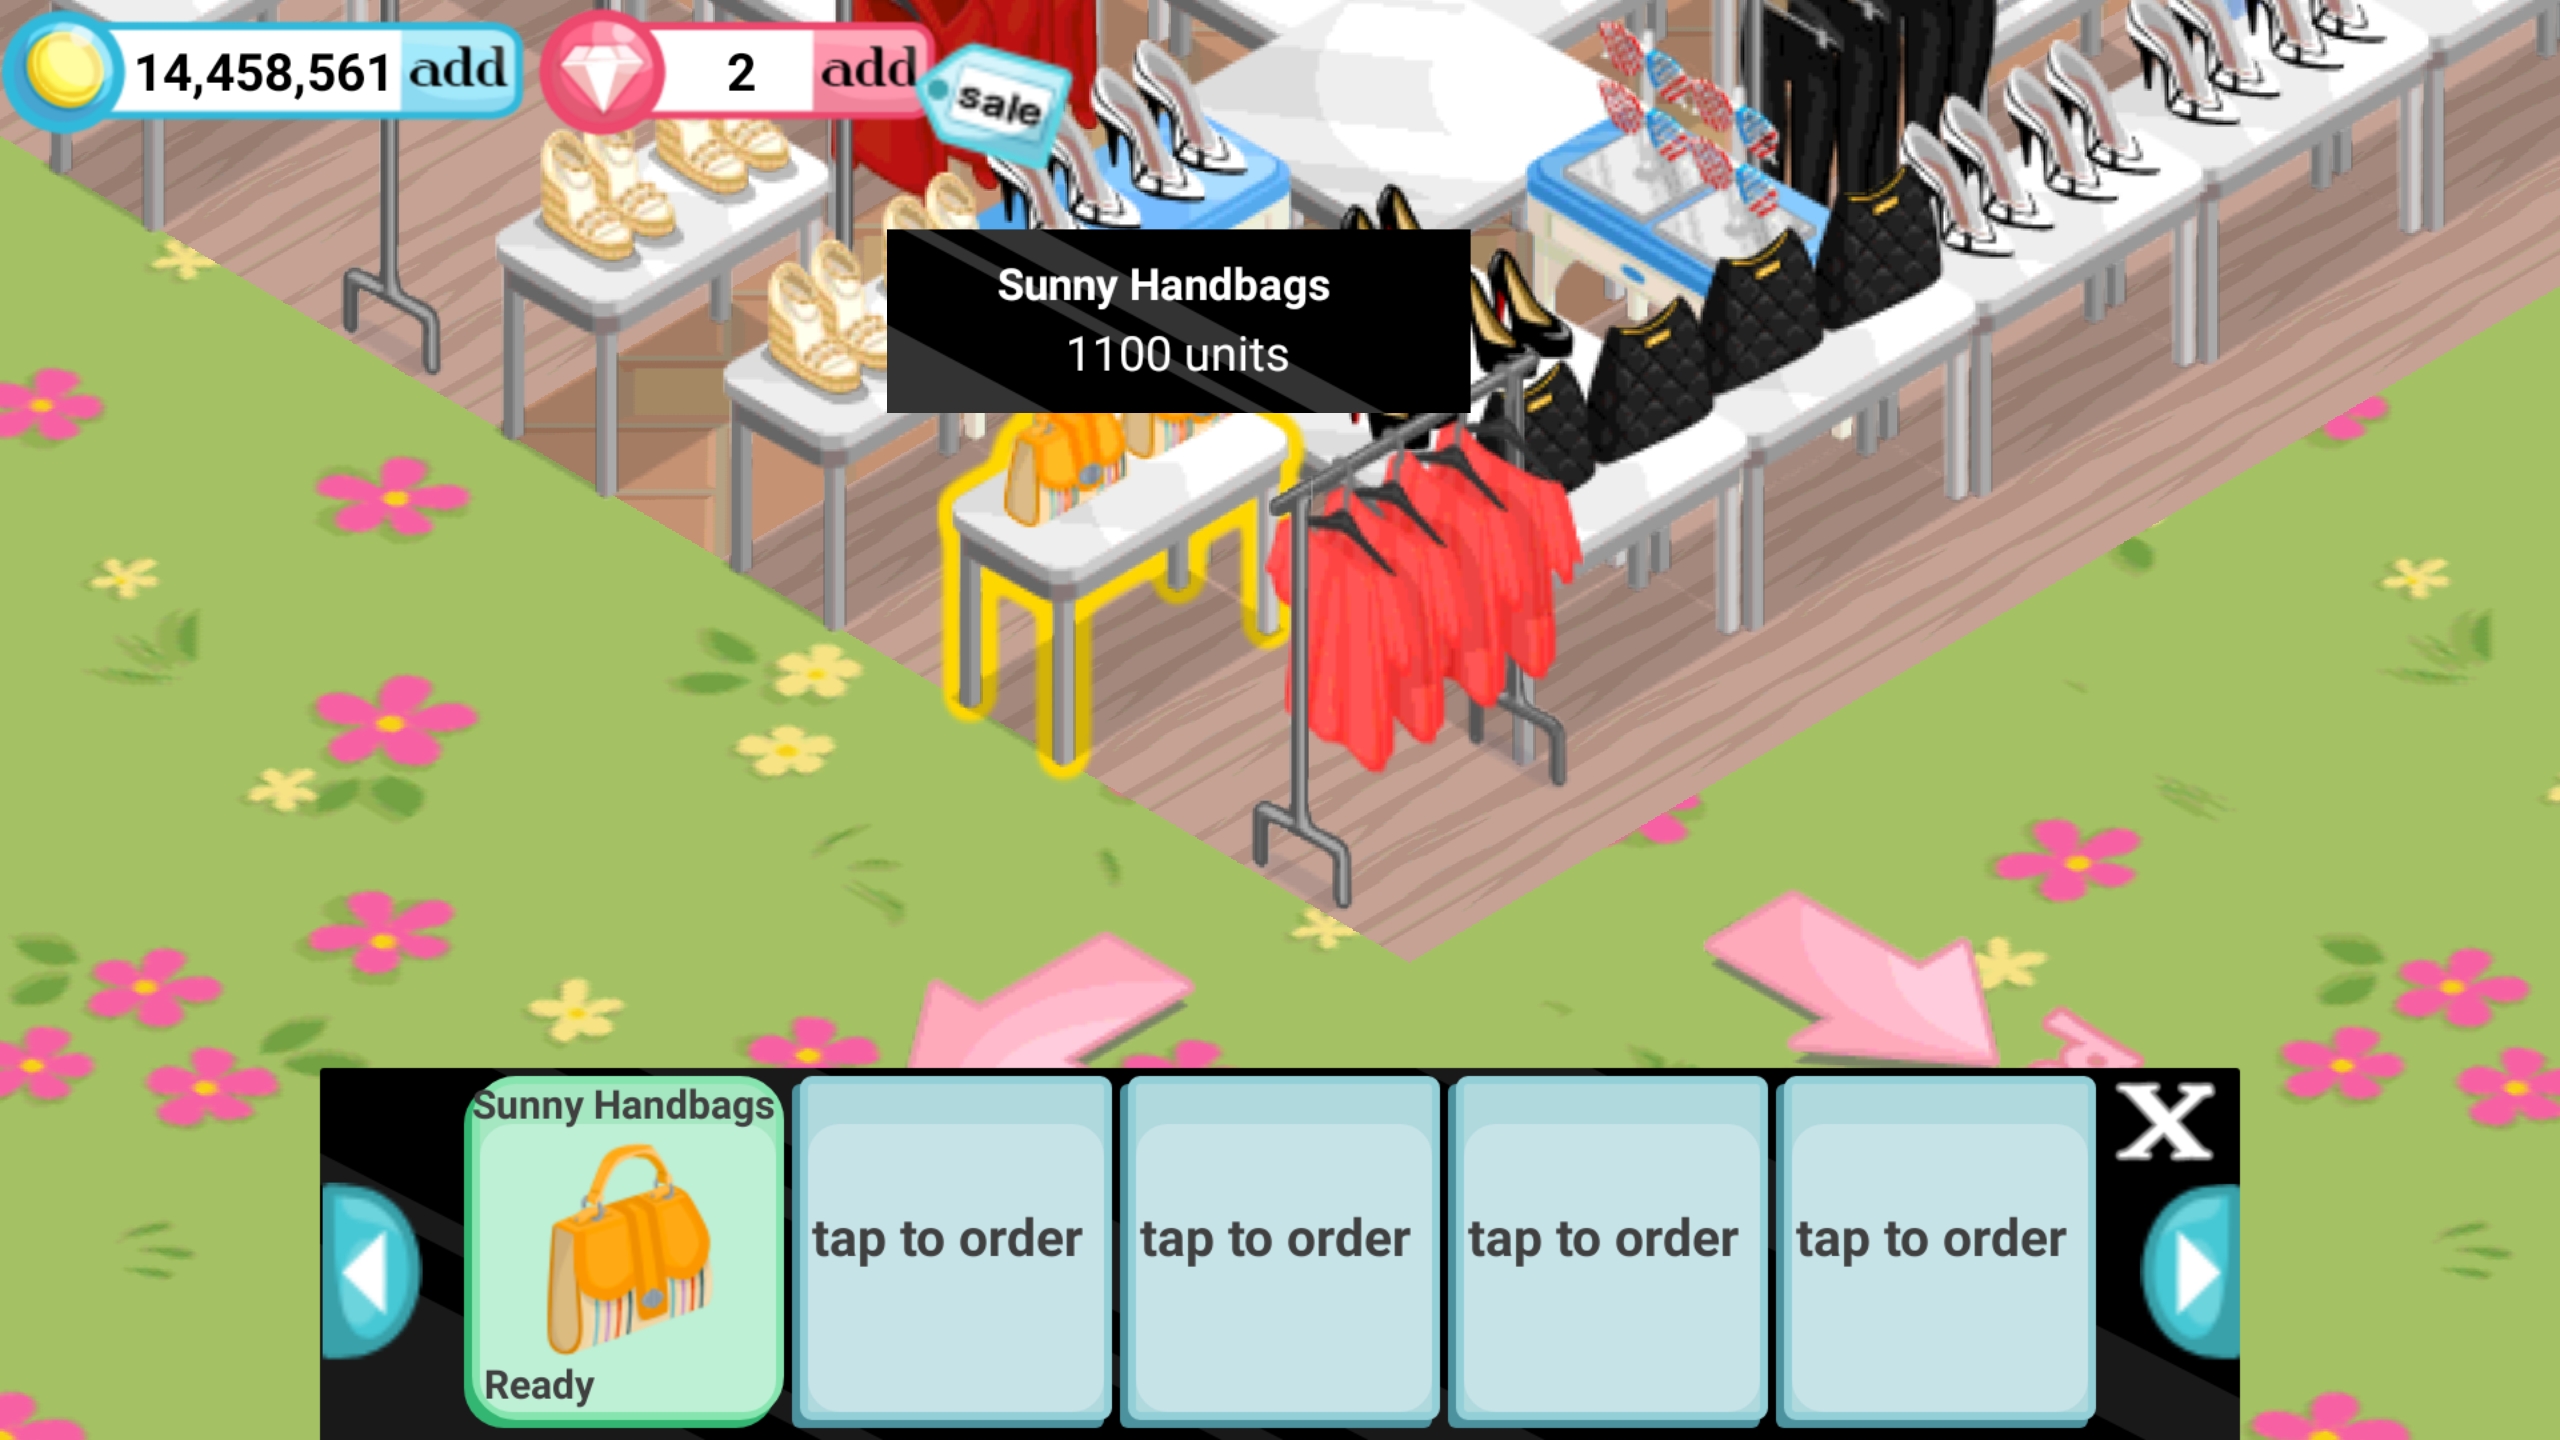 14,458,561 add
2 add
sale
Sunny Handbags
1100 units
Sunny Handbags
Ready
tap to order
tap to order
tap to order
tap to order
X